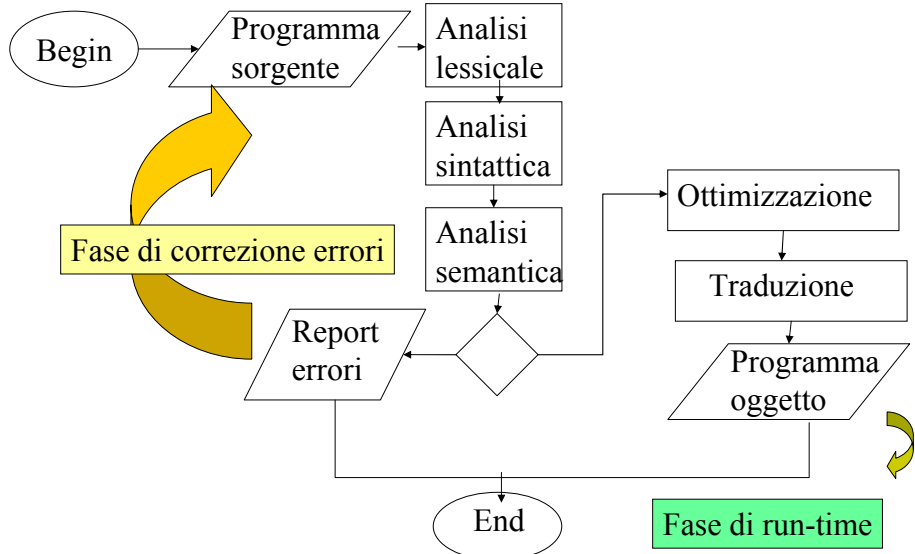 Begin
Programma
sorgente
Analisi
lessicale
Analisi
sintattica
Analisi
semantica
Ottimizzazione
Traduzione
Programma
oggetto
Fase di correzione errori
Report
errori
End
Fase di run-time